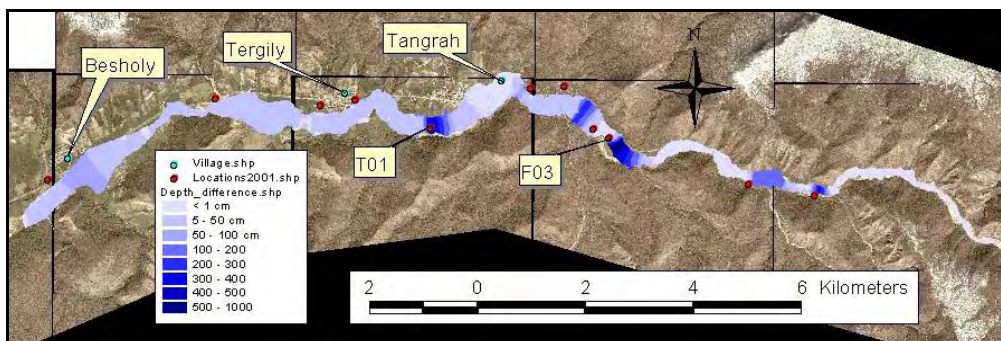 Besholy
Tergily
Tangrah
N
T01
F03
Village.shp
Locations2001.shp
Depth_difference.shp
< 1 cm
5 - 50 cm
50 - 100 cm
100 - 200
200 - 300
300 - 400
400 - 500
500 - 1000
2 0 2 4 6 Kilometers